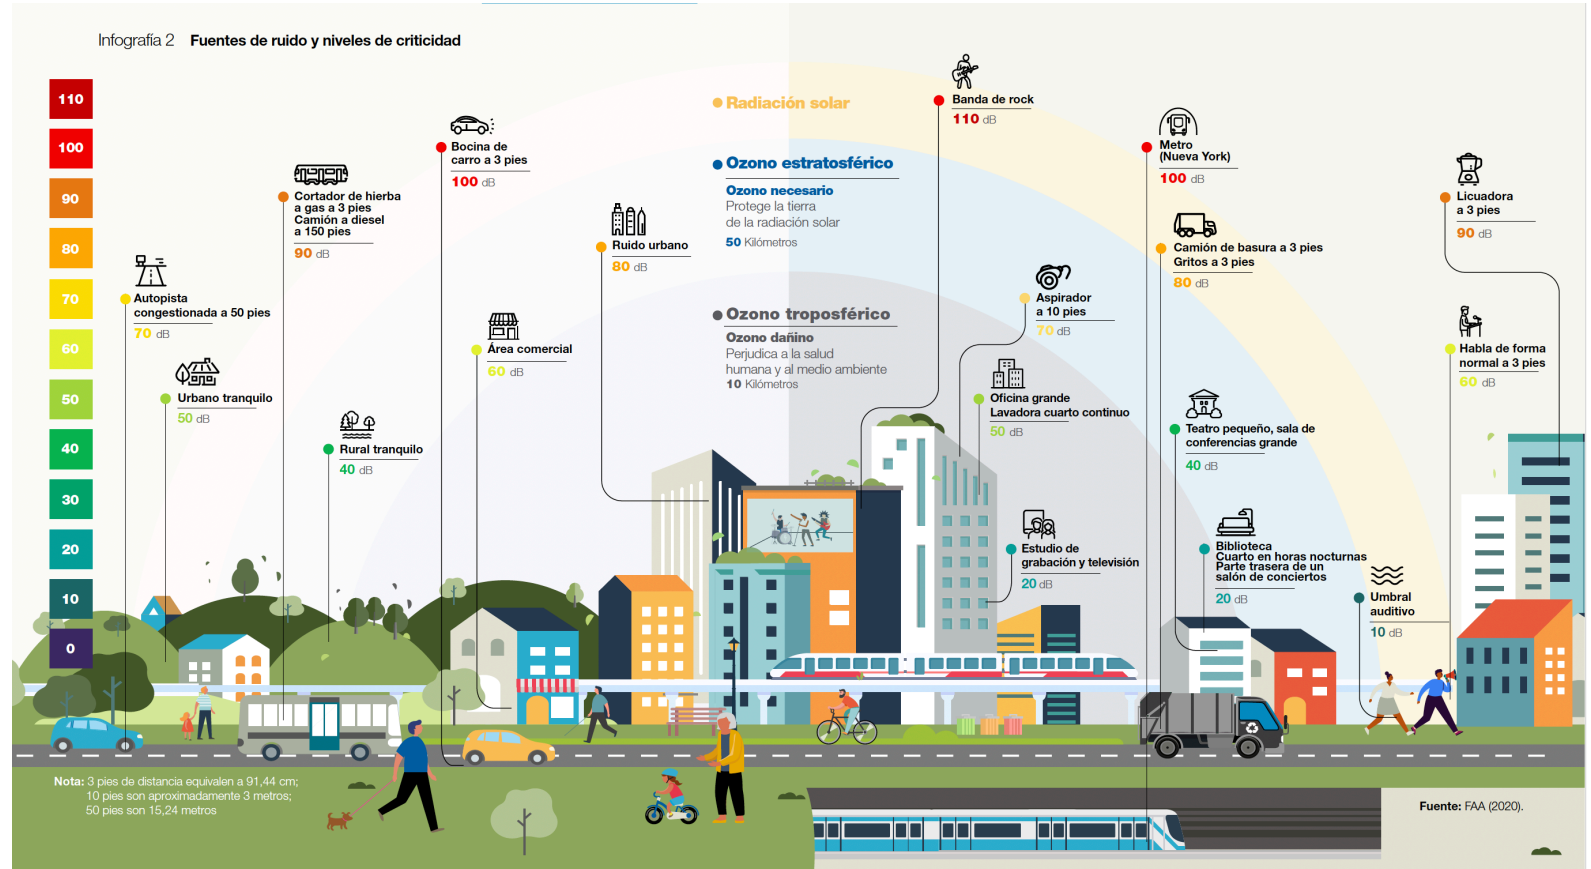 Infografía 2 Fuentes de ruido y niveles de criticidad
110
100
90
80
70
60
50
40
30
20
10
0
Autopista
congestionada a 50 pies
70 dB
Urbano tranquilo
50 dB
Cortador de hierba
a gas a 3 pies
Camión a diesel
a 150 pies
90 dB
Rural tranquilo
40 dB
Bocina de
carro a 3 pies
100 dB
Área comercial
60 dB
Ruido urbano
80 dB
Radiación solar
Ozono estratosférico
Ozono necesario
Protege la tierra
de la radiación solar
50 Kilómetros
Ozono troposférico
Ozono dañino
Perjudica a la salud
humana y al medio ambiente
10 Kilómetros
Banda de rock
110 dB
Aspirador
a 10 pies
70 dB
Oficina grande
Lavadora cuarto continuo
50 dB
Estudio de
grabación y televisión
20 dB
Metro
(Nueva York)
100 dB
Camión de basura a 3 pies
Gritos a 3 pies
80 dB
Teatro pequeño, sala de
conferencias grande
40 dB
Biblioteca
Cuarto en horas nocturnas
Parte trasera de un
salón de conciertos
20 dB
Licuadora
a 3 pies
90 dB
Habla de forma
normal a 3 pies
60 dB
Umbral
auditivo
10 dB
Nota: 3 pies de distancia equivalen a 91,44 cm;
10 pies son aproximadamente 3 metros;
50 pies son 15,24 metros
Fuente: FAA (2020).